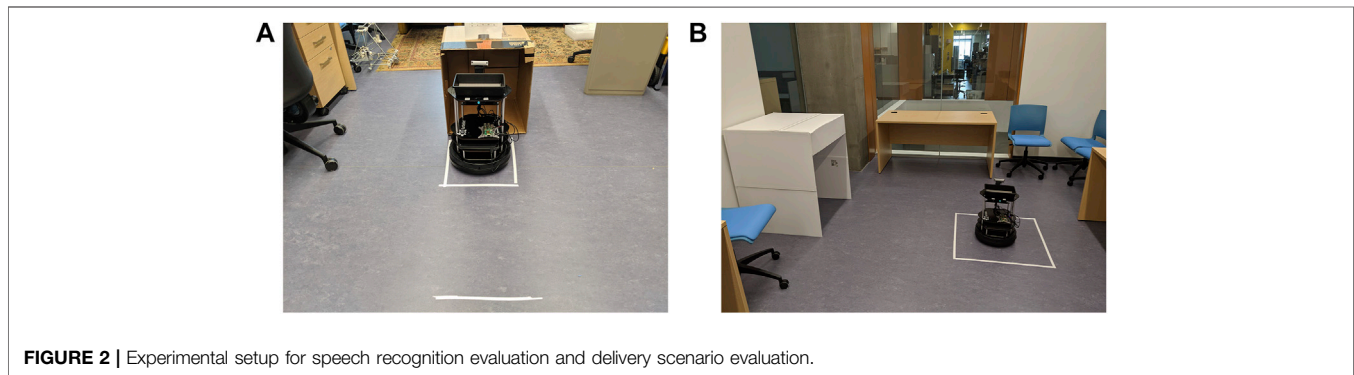 A
B
FIGURE 2 | Experimental setup for speech recognition evaluation and delivery scenario evaluation.